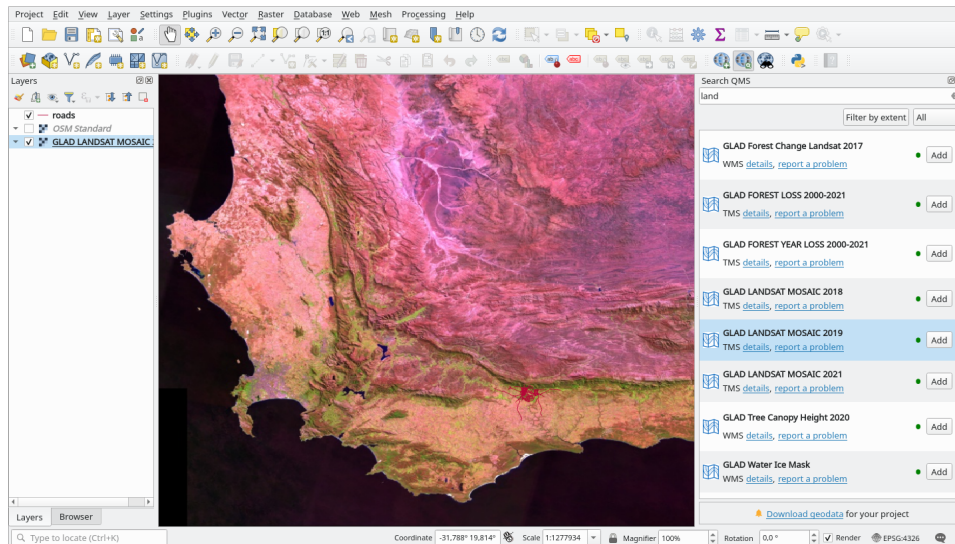 Project Edit View Layer Settings Plugins Vector Raster Database Web Mesh Processing Help
Layers
roads
OSM Standard
GLAD LANDSAT MOSAIC
Layers Browser
Search QMS
land
Filter by extent All
GLAD Forest Change Landsat 2017
WMS details, report a problem Add
GLAD FOREST LOSS 2000-2021
TMS details, report a problem Add
GLAD FOREST YEAR LOSS 2000-2021
TMS details, report a problem Add
GLAD LANDSAT MOSAIC 2018
TMS details, report a problem Add
GLAD LANDSAT MOSAIC 2019
TMS details, report a problem Add
GLAD LANDSAT MOSAIC 2021
TMS details, report a problem Add
GLAD Tree Canopy Height 2020
WMS details, report a problem Add
GLAD Water Ice Mask
WMS details, report a problem Add
Download geodata for your project
Type to locate (Ctrl+K) Coordinate -31,788° 19,814° Scale 1:1277934 Magnifier 100% Rotation 0,0 ° Render EPSG:4326